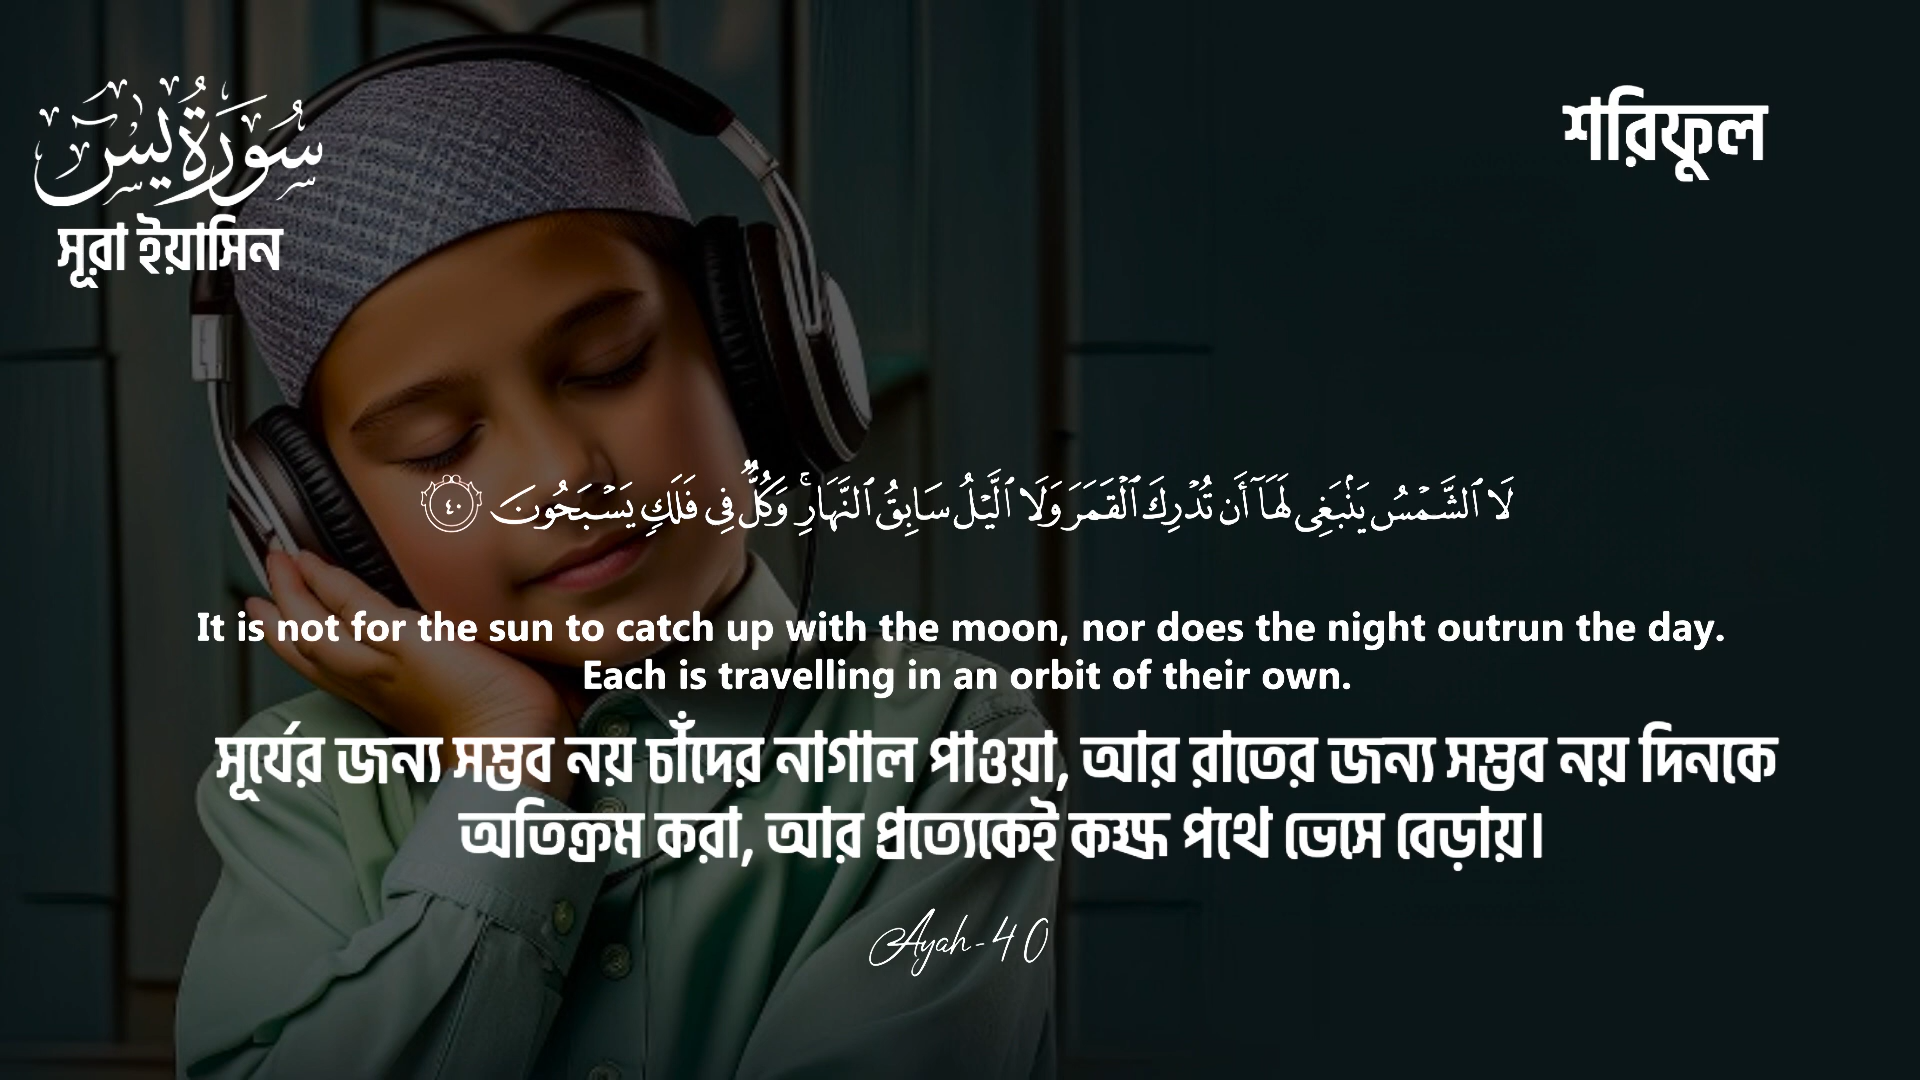 سُورَةُ يسٓ
সূরা ইয়াসিন
শরিফুল
لَا ٱلشَّمْسُ يَنۢبَغِى لَهَآ أَن تُدْرِكَ ٱلْقَمَرَ وَلَا ٱلَّيْلُ سَابِقُ ٱلنَّهَارِ ۚ وَكُلٌّ فِى فَلَكٍ يَسْبَحُونَ ٤٠
It is not for the sun to catch up with the moon, nor does the night outrun the day.
Each is travelling in an orbit of their own.
সূর্যের জন্য সম্ভব নয় চাঁদের নাগাল পাওয়া, আর রাতের জন্য সম্ভব নয় দিনকে
অতিক্রম করা, আর প্রত্যেকেই কক্ষ পথে ভেসে বেড়ায়।
Ayah-40